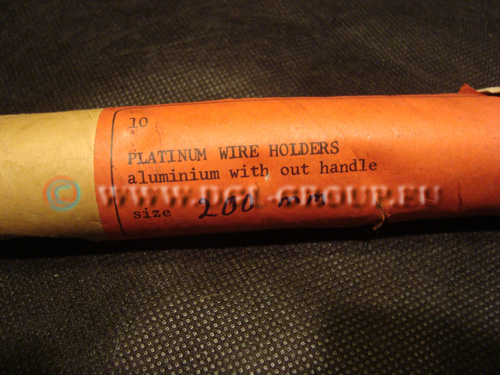 10
PLATINUM WIRE HOLDERS
aluminium with out handle
© WWW.DGL-GROUP.EU
size 200 mm